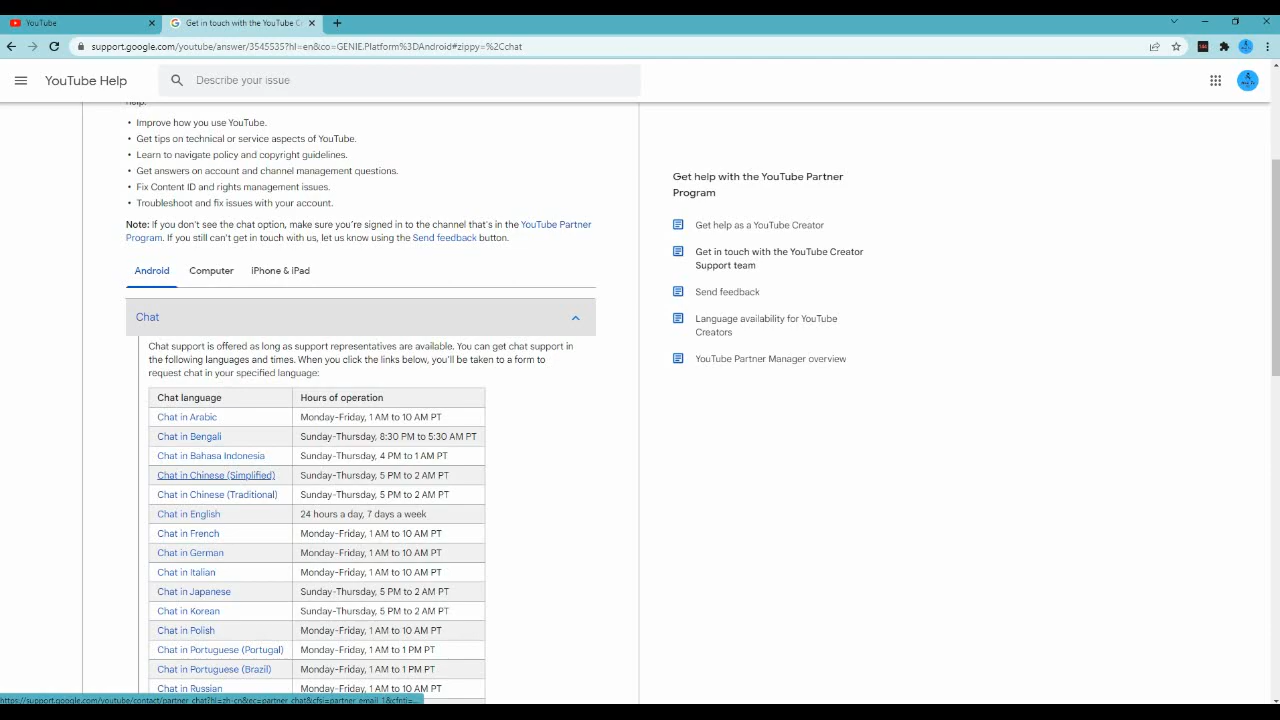 YouTube
Get in touch with the YouTube C
support.google.com/youtube/answer/3545535?hl=en&co=GENIE.Platform%3DAndroid#zippy=%2Cchat
YouTube Help
Describe your issue
help.
• Improve how you use YouTube.
• Get tips on technical or service aspects of YouTube.
• Learn to navigate policy and copyright guidelines.
• Get answers on account and channel management questions.
• Fix Content ID and rights management issues.
• Troubleshoot and fix issues with your account.
Note: If you don't see the chat option, make sure you're signed in to the channel that's in the YouTube Partner
Program. If you still can't get in touch with us, let us know using the Send feedback button.
Android Computer iPhone & iPad
Chat
Chat support is offered as long as support representatives are available. You can get chat support in
the following languages and times. When you click the links below, you'll be taken to a form to
request chat in your specified language:
Chat language Hours of operation
Chat in Arabic Monday-Friday, 1 AM to 10 AM PT
Chat in Bengali Sunday-Thursday, 8:30 PM to 5:30 AM PT
Chat in Bahasa Indonesia Sunday-Thursday, 4 PM to 1 AM PT
Chat in Chinese (Simplified) Sunday-Thursday, 5 PM to 2 AM PT
Chat in Chinese (Traditional) Sunday-Thursday, 5 PM to 2 AM PT
Chat in English 24 hours a day, 7 days a week
Chat in French Monday-Friday, 1 AM to 10 AM PT
Chat in German Monday-Friday, 1 AM to 10 AM PT
Chat in Italian Monday-Friday, 1 AM to 10 AM PT
Chat in Japanese Sunday-Thursday, 5 PM to 2 AM PT
Chat in Korean Sunday-Thursday, 5 PM to 2 AM PT
Chat in Polish Monday-Friday, 1 AM to 10 AM PT
Chat in Portuguese (Portugal) Monday-Friday, 1 AM to 1 PM PT
Chat in Portuguese (Brazil) Monday-Friday, 1 AM to 1 PM PT
Chat in Russian Monday-Friday, 1 AM to 10 AM PT
Get help with the YouTube Partner
Program
Get help as a YouTube Creator
Get in touch with the YouTube Creator
Support team
Send feedback
Language availability for YouTube
Creators
YouTube Partner Manager overview
https://support.google.com/youtube/contact/partner_chat?hl=zh-cn&ec=partner_chat&cfsi=partner_email_1&cfnti=...